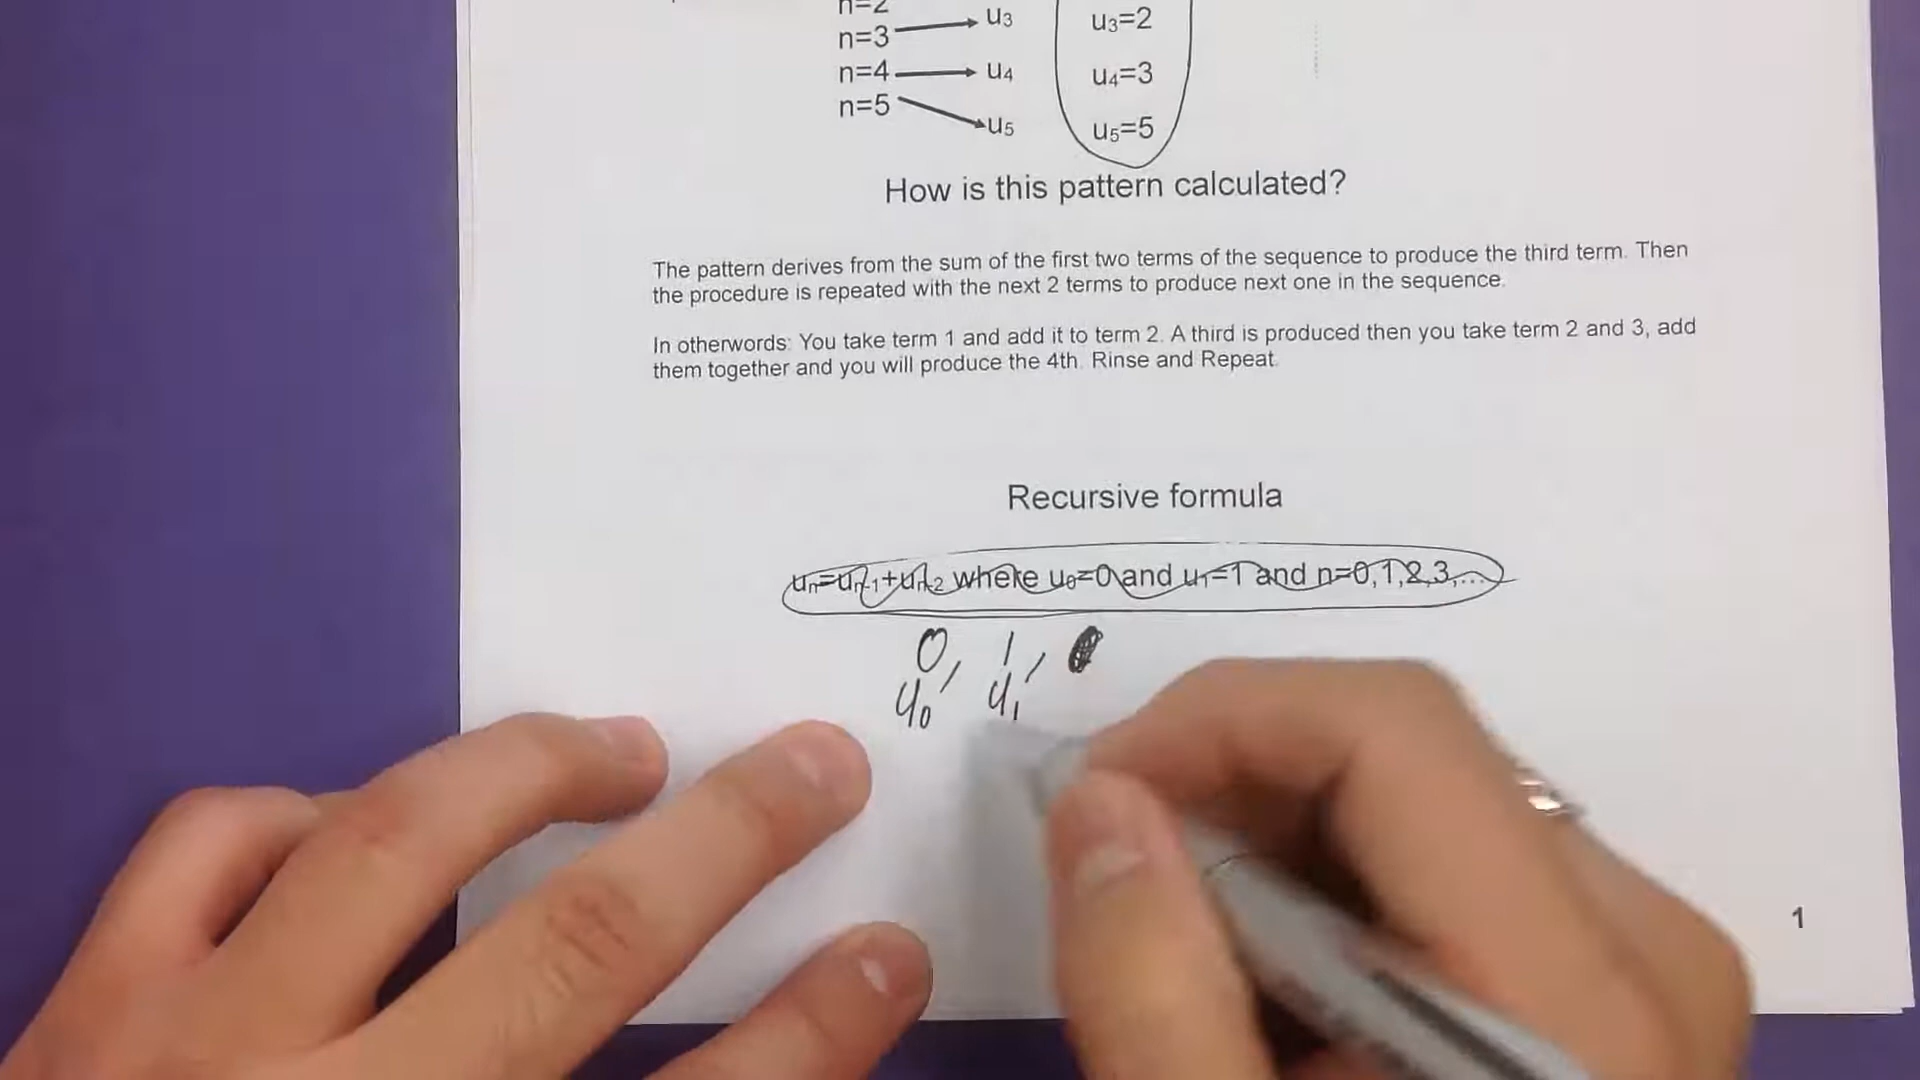 n=2
n=3 u₃ u₃=2
n=4 u₄ u₄=3
n=5 u₅ u₅=5
How is this pattern calculated?
The pattern derives from the sum of the first two terms of the sequence to produce the third term. Then
the procedure is repeated with the next 2 terms to produce next one in the sequence.
In otherwords: You take term 1 and add it to term 2. A third is produced then you take term 2 and 3, add
them together and you will produce the 4th. Rinse and Repeat.
Recursive formula
uₙ=uₙ₋₁+uₙ₋₂ where u₀=0 and u₁=1 and n=0,1,2,3,...
0, 1,
u₀ u₁
1